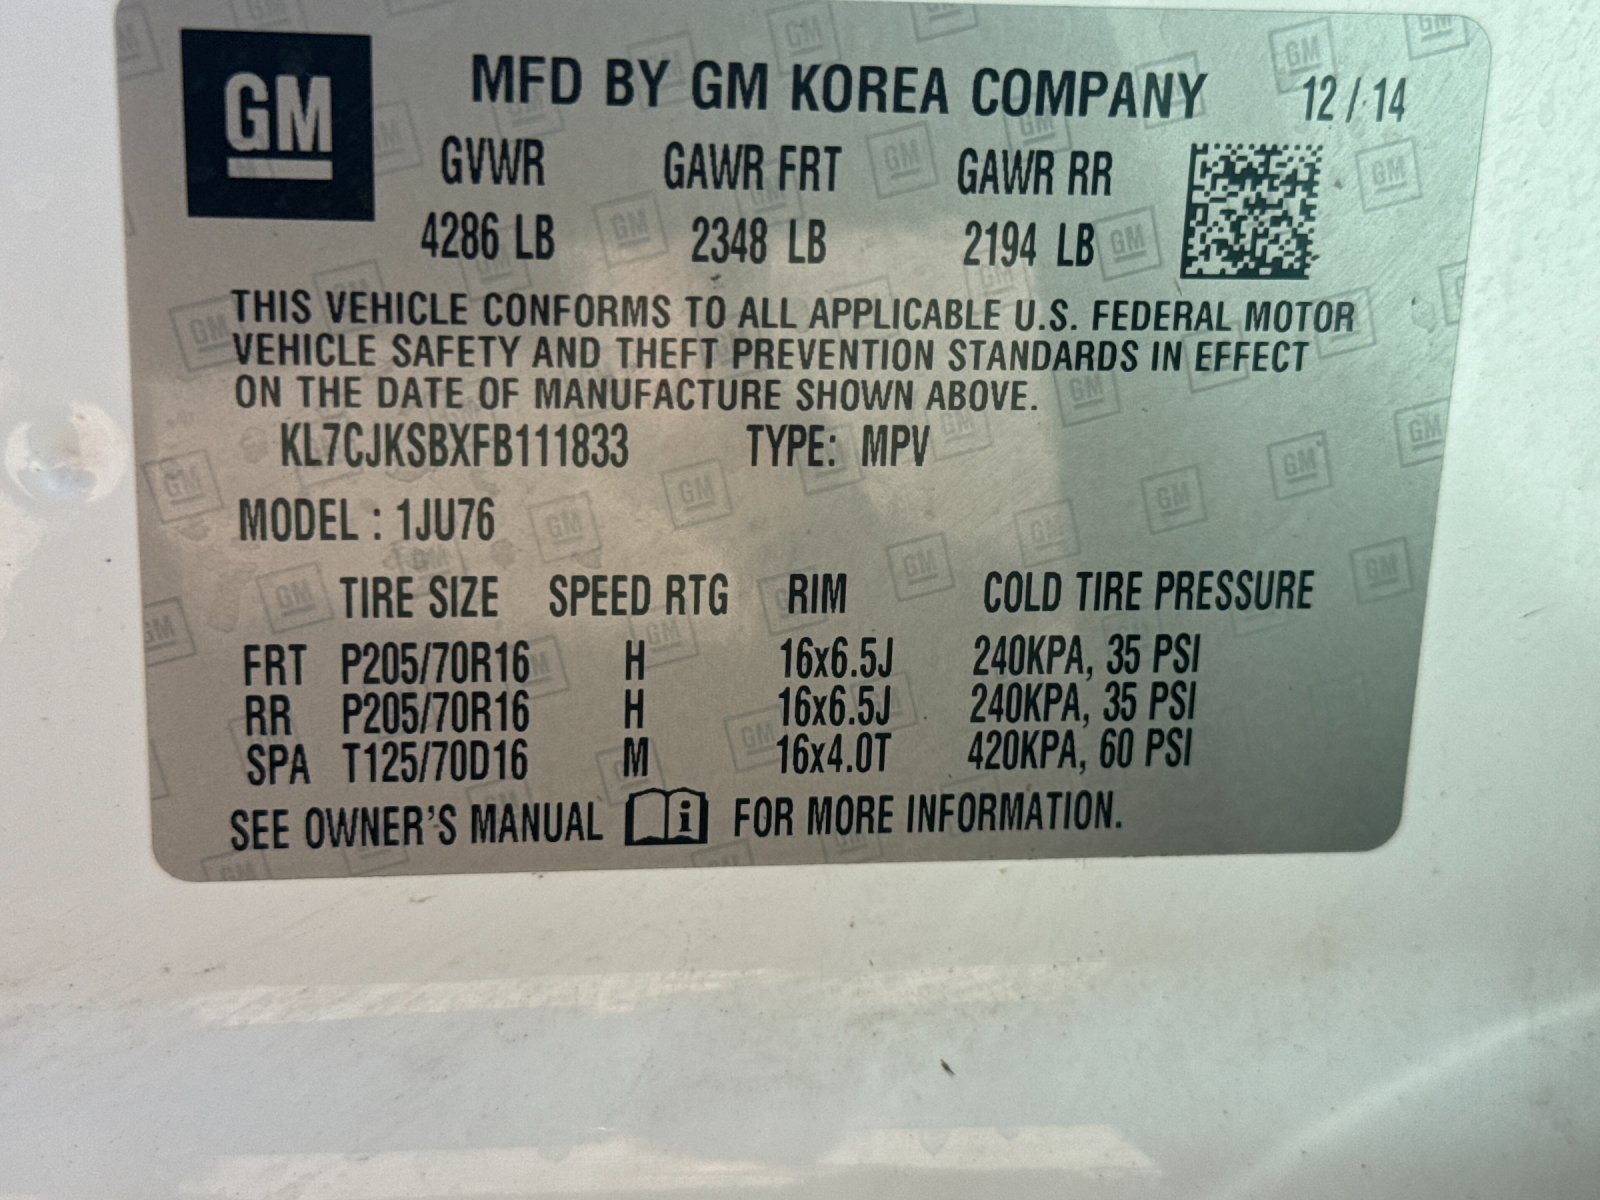 GM
MFD BY GM KOREA COMPANY 12/14
GVWR GAWR FRT GAWR RR
4286 LB 2348 LB 2194 LB
THIS VEHICLE CONFORMS TO ALL APPLICABLE U.S. FEDERAL MOTOR
VEHICLE SAFETY AND THEFT PREVENTION STANDARDS IN EFFECT
ON THE DATE OF MANUFACTURE SHOWN ABOVE.
KL7CJKSBXFB111833 TYPE: MPV
MODEL : 1JU76
TIRE SIZE SPEED RTG RIM COLD TIRE PRESSURE
FRT P205/70R16 H 16x6.5J 240KPA, 35 PSI
RR P205/70R16 H 16x6.5J 240KPA, 35 PSI
SPA T125/70D16 M 16x4.0T 420KPA, 60 PSI
SEE OWNER'S MANUAL i FOR MORE INFORMATION.